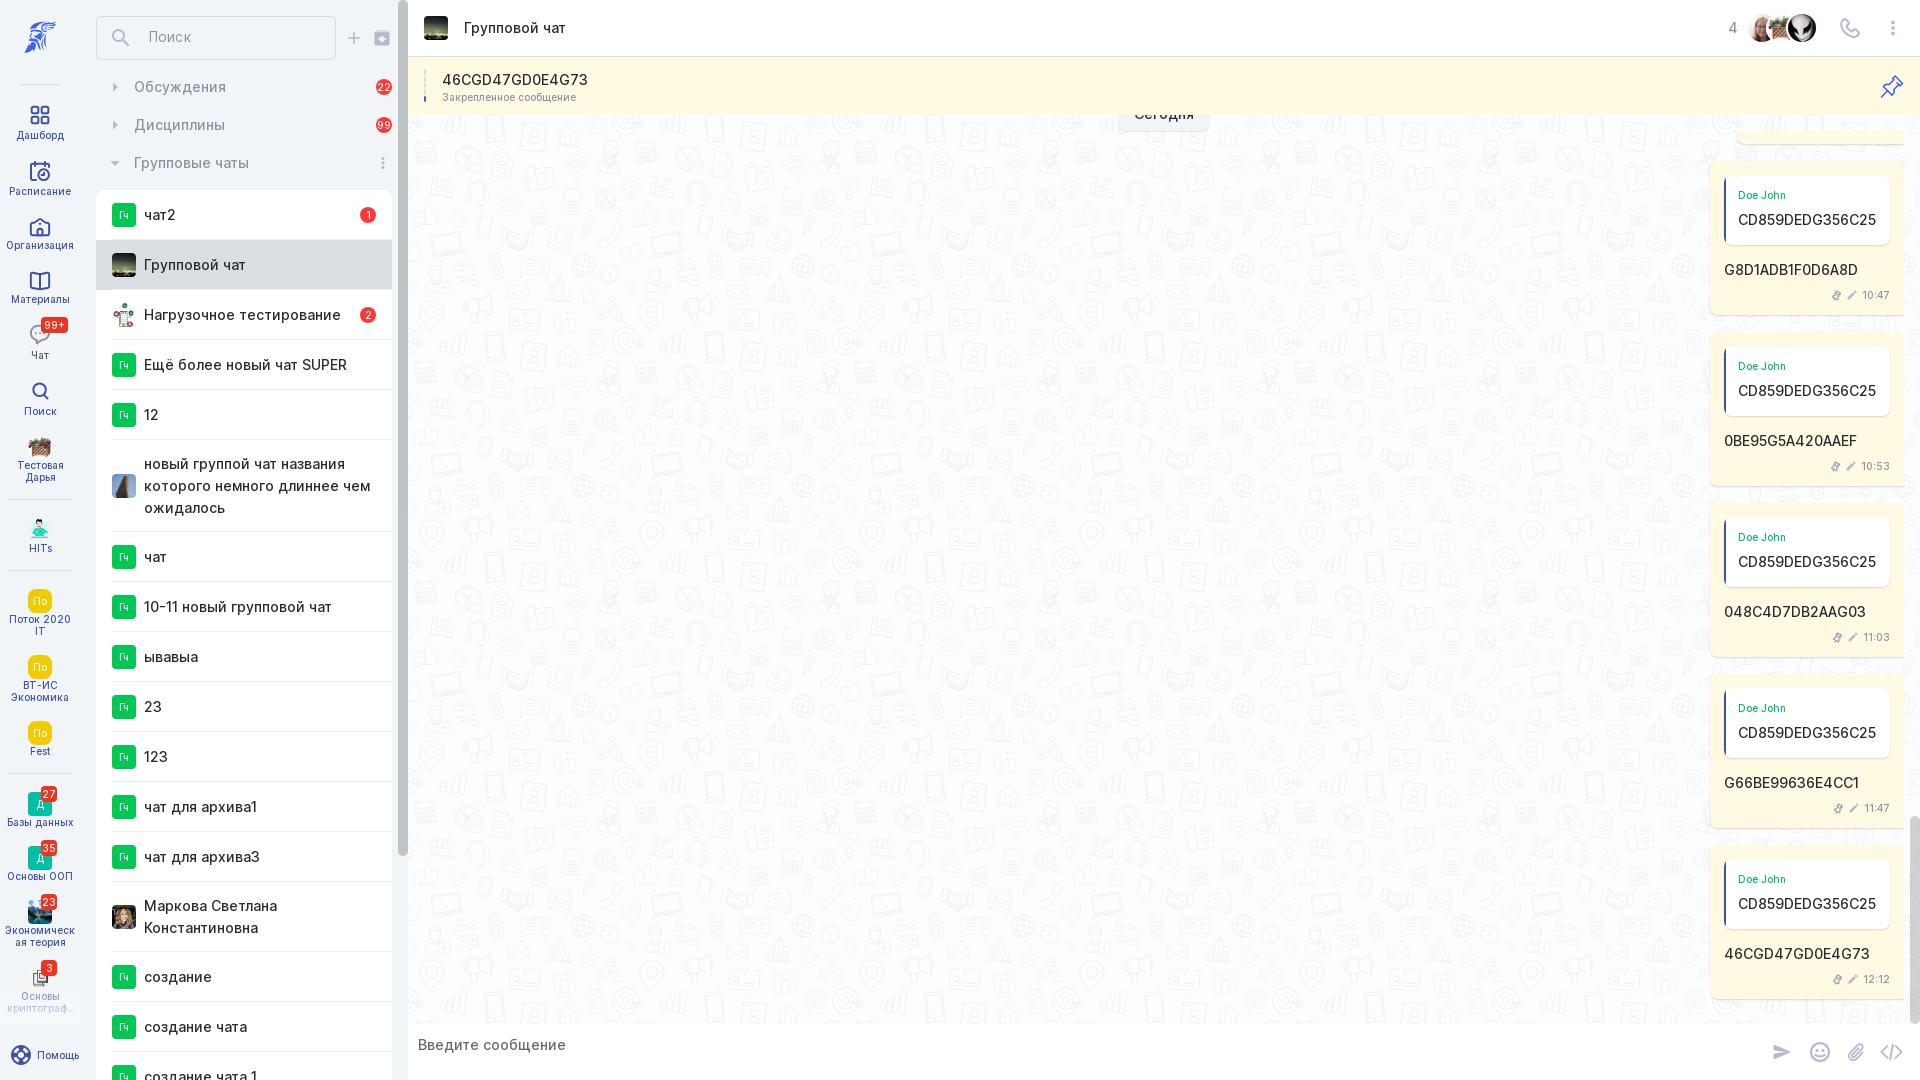 Дашборд
Расписание
Организация
Материалы
99+
Чат
Поиск
Тестовая
Дарья
HITs
По
Поток 2020
IT
По
ВТ-ИС
Экономика
По
Fest
27
Д
Базы данных
35
Д
Основы ООП
23
Экономическ
ая теория
3
Основы
криптограф...
Помощь
Поиск
Обсуждения
22
Дисциплины
99
Групповые чаты
Гч
чат2
1
Групповой чат
Нагрузочное тестирование
2
Гч
Ещё более новый чат SUPER
Гч
12
новый группой чат названия
которого немного длиннее чем
ожидалось
Гч
чат
Гч
10-11 новый групповой чат
Гч
ывавыа
Гч
23
Гч
123
Гч
чат для архива1
Гч
чат для архива3
Маркова Светлана
Константиновна
Гч
создание
Гч
создание чата
Гч
создание чата 1
Групповой чат
4
46CGD47GD0E4G73
Закрепленное сообщение
Сегодня
Doe John
CD859DEDG356C25
G8D1ADB1F0D6A8D
10:47
Doe John
CD859DEDG356C25
0BE95G5A420AAEF
10:53
Doe John
CD859DEDG356C25
048C4D7DB2AAG03
11:03
Doe John
CD859DEDG356C25
G66BE99636E4CC1
11:47
Doe John
CD859DEDG356C25
46CGD47GD0E4G73
12:12
Введите сообщение